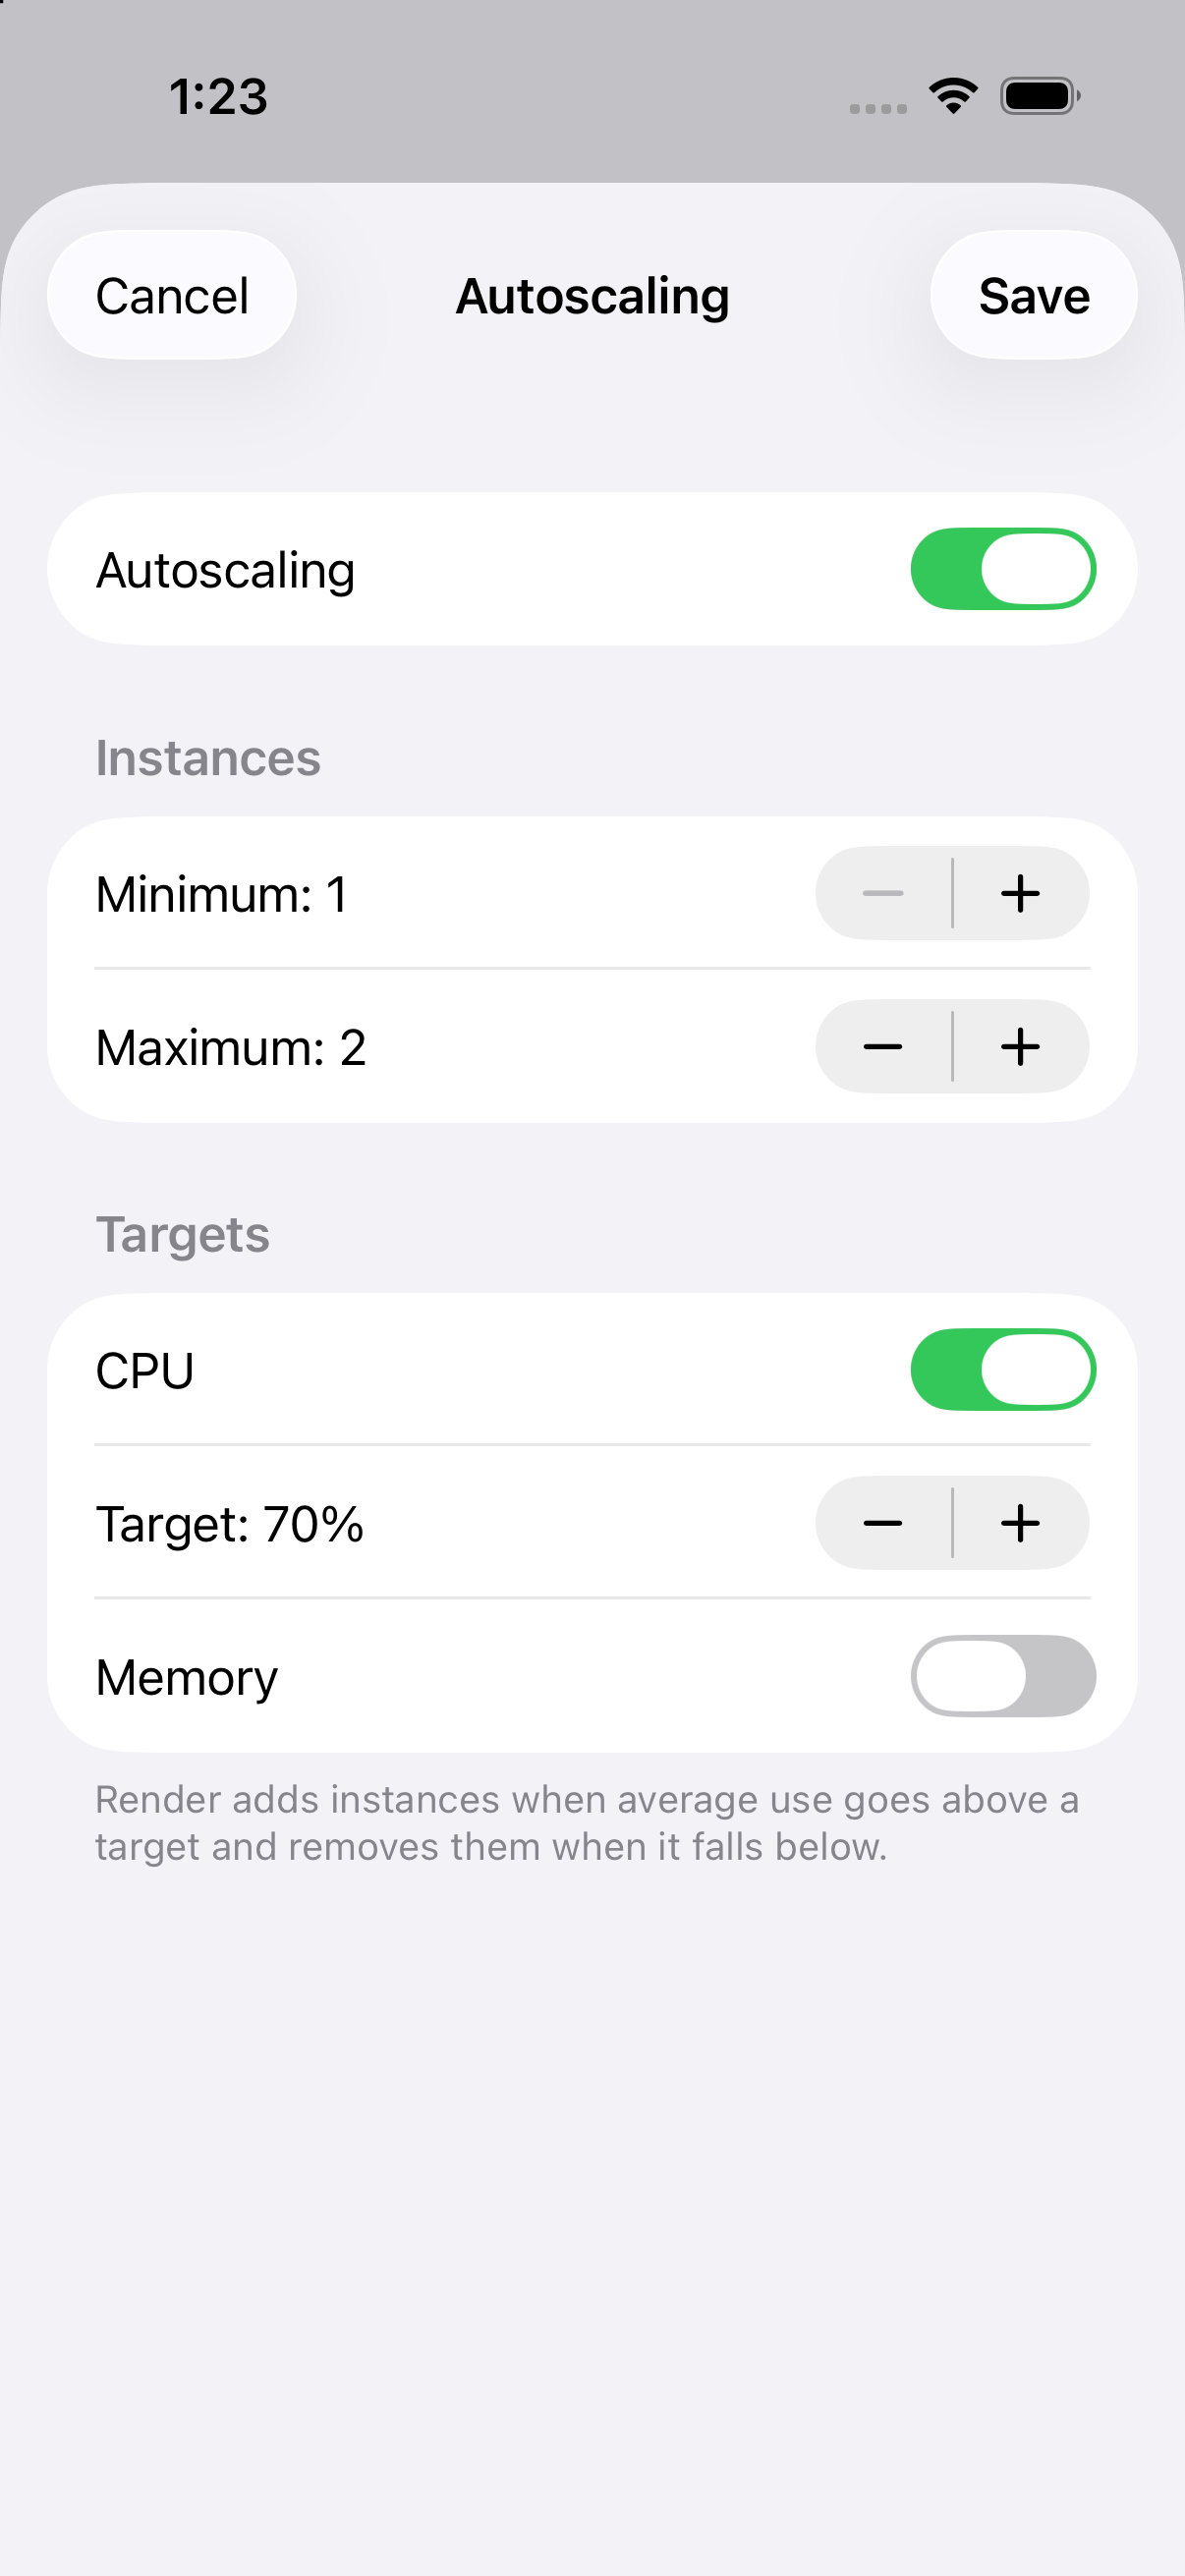 1:23
Cancel
Autoscaling
Save
Autoscaling
Instances
Minimum: 1
Maximum: 2
Targets
CPU
Target: 70%
Memory
Render adds instances when average use goes above a
target and removes them when it falls below.